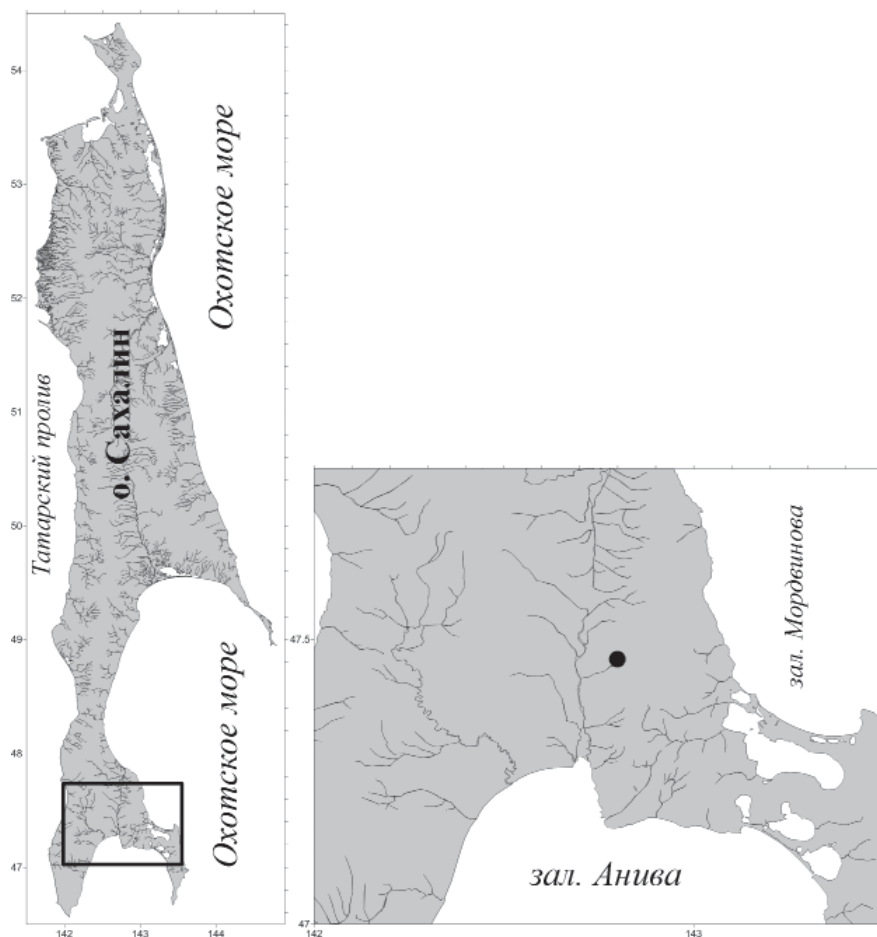 54
53
52
51
50
49
48
47
142
143
144
Охотское море
Татарский пролив
о. Сахалин
Охотское море
47.5
47
142
143
зал. Мордвинова
зал. Анива